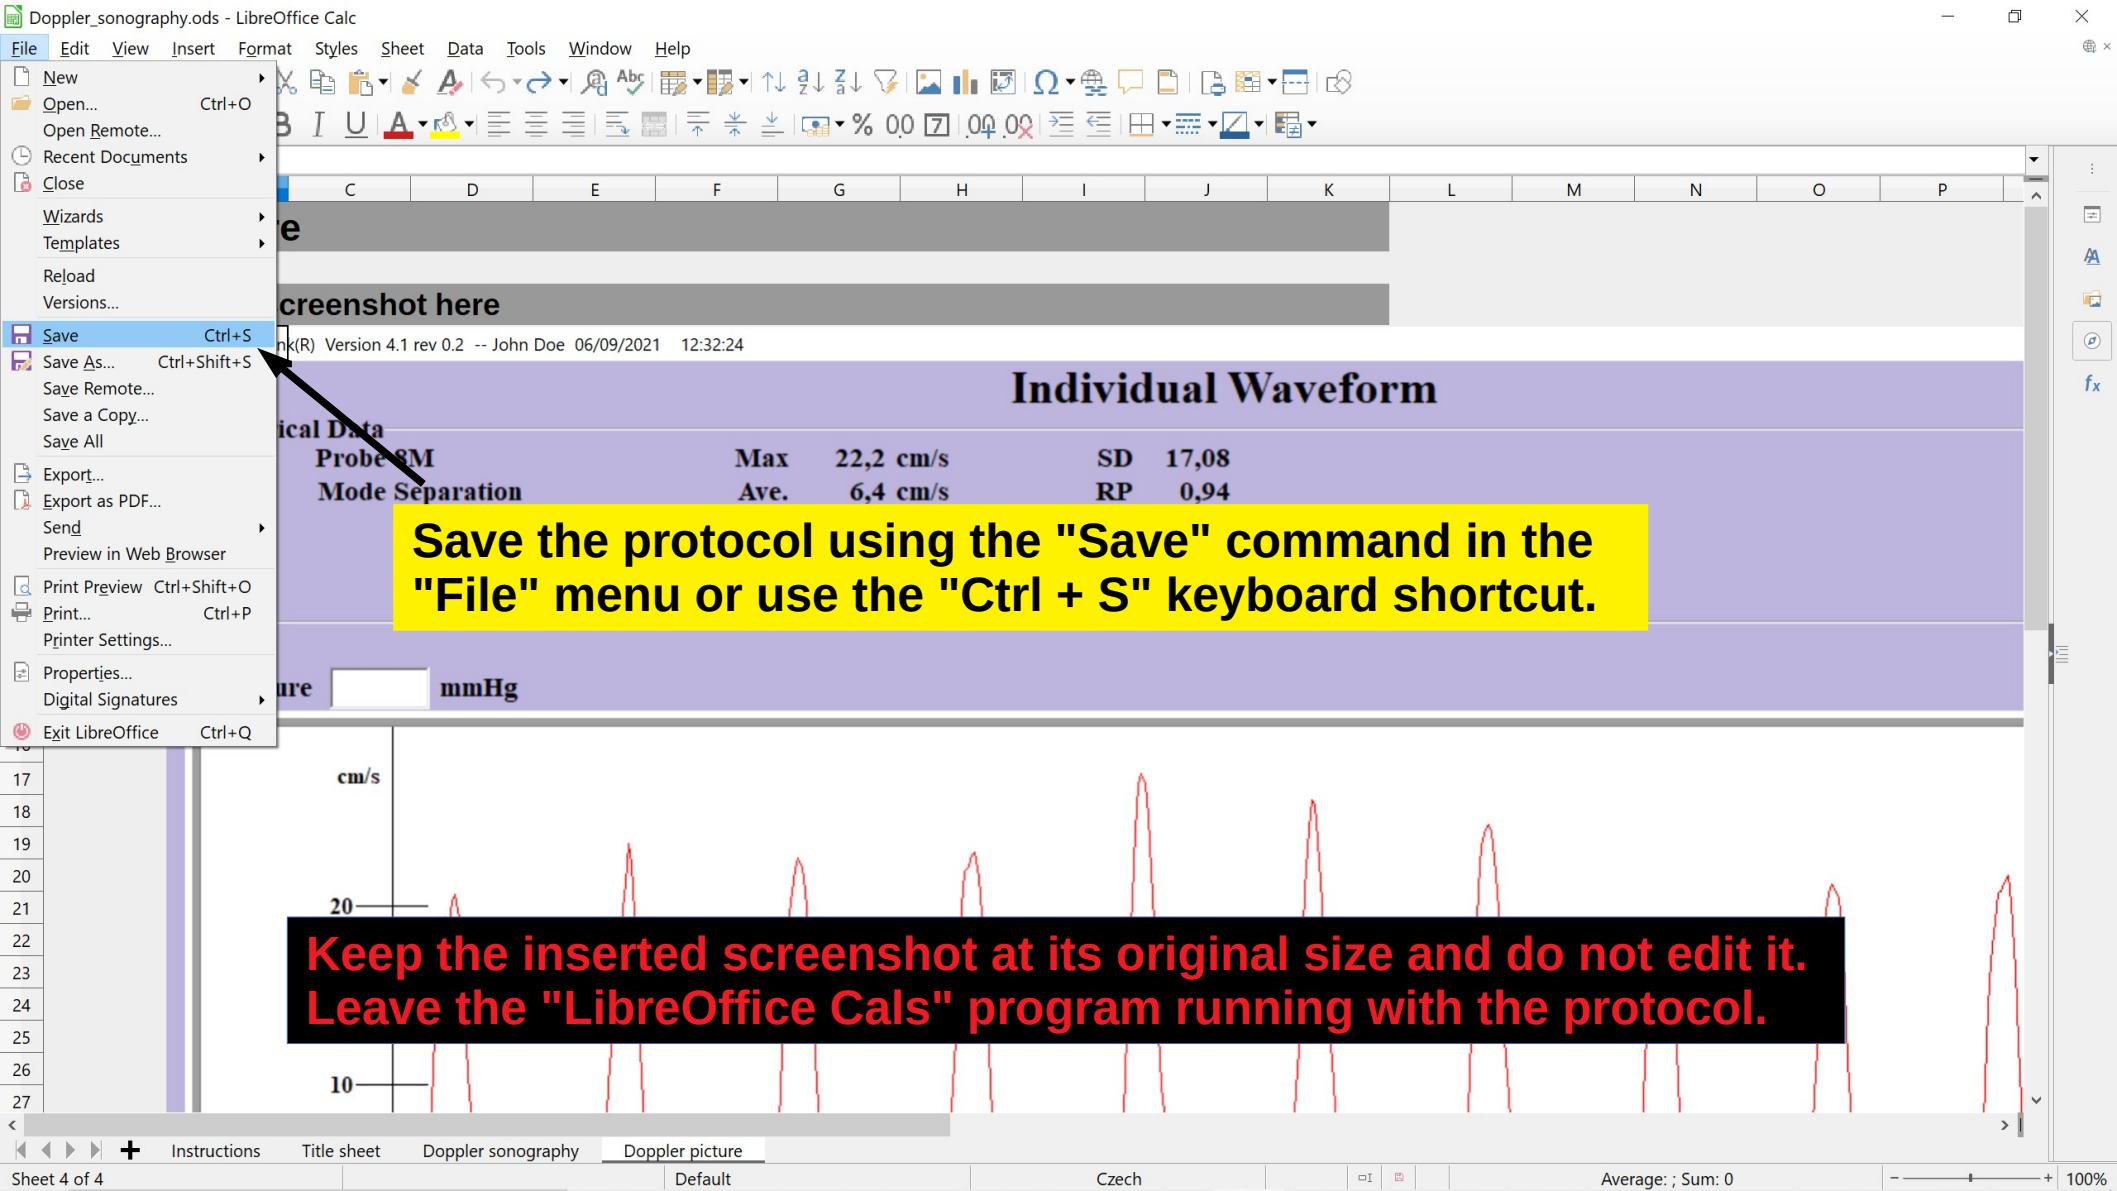 Doppler_sonography.ods - LibreOffice Calc
File Edit View Insert Format Styles Sheet Data Tools Window Help
New
Open... Ctrl+O
Open Remote...
Recent Documents
Close
Wizards
Templates
Reload
Versions...
Save Ctrl+S
Save As... Ctrl+Shift+S
Save Remote...
Save a Copy...
Save All
Export...
Export as PDF...
Send
Preview in Web Browser
Print Preview Ctrl+Shift+O
Print... Ctrl+P
Printer Settings...
Properties...
Digital Signatures
Exit LibreOffice Ctrl+Q
C D E F G H I J K L M N O P
e
creenshot here
nk(R) Version 4.1 rev 0.2 -- John Doe 06/09/2021 12:32:24
Individual Waveform
ical Data
Probe 8M Max 22,2 cm/s SD 17,08
Mode Separation Ave. 6,4 cm/s RP 0,94
Save the protocol using the "Save" command in the
"File" menu or use the "Ctrl + S" keyboard shortcut.
ure mmHg
cm/s
20
10
Keep the inserted screenshot at its original size and do not edit it.
Leave the "LibreOffice Cals" program running with the protocol.
17
18
19
20
21
22
23
24
25
26
27
Instructions Title sheet Doppler sonography Doppler picture
Sheet 4 of 4 Default Czech Average: ; Sum: 0 100%